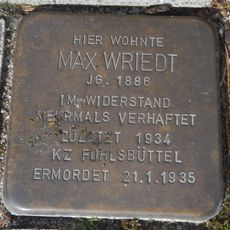 HIER WOHNTE
MAX WRIEDT
JG. 1886
IM WIDERSTAND
MEHRMALS VERHAFTET
ZULETZT 1934
KZ FUHLSBÜTTEL
ERMORDET 21.1.1935